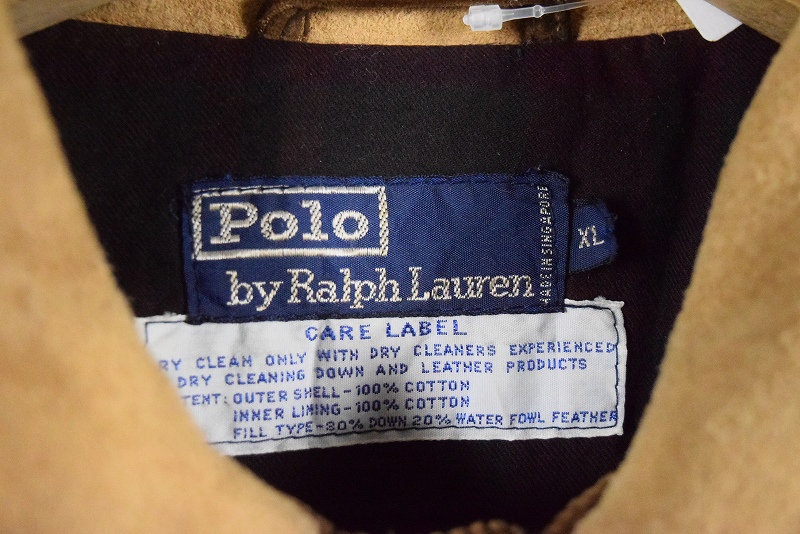 Polo
by Ralph Lauren
MADE IN SINGAPORE
XL
CARE LABEL
RY CLEAN ONLY WITH DRY CLEANERS EXPERIENCED
DRY CLEANING DOWN AND LEATHER PRODUCTS
TENT: OUTER SHELL-100% COTTON
INNER LINING-100% COTTON
FILL TYPE-80% DOWN 20% WATER FOWL FEATHER